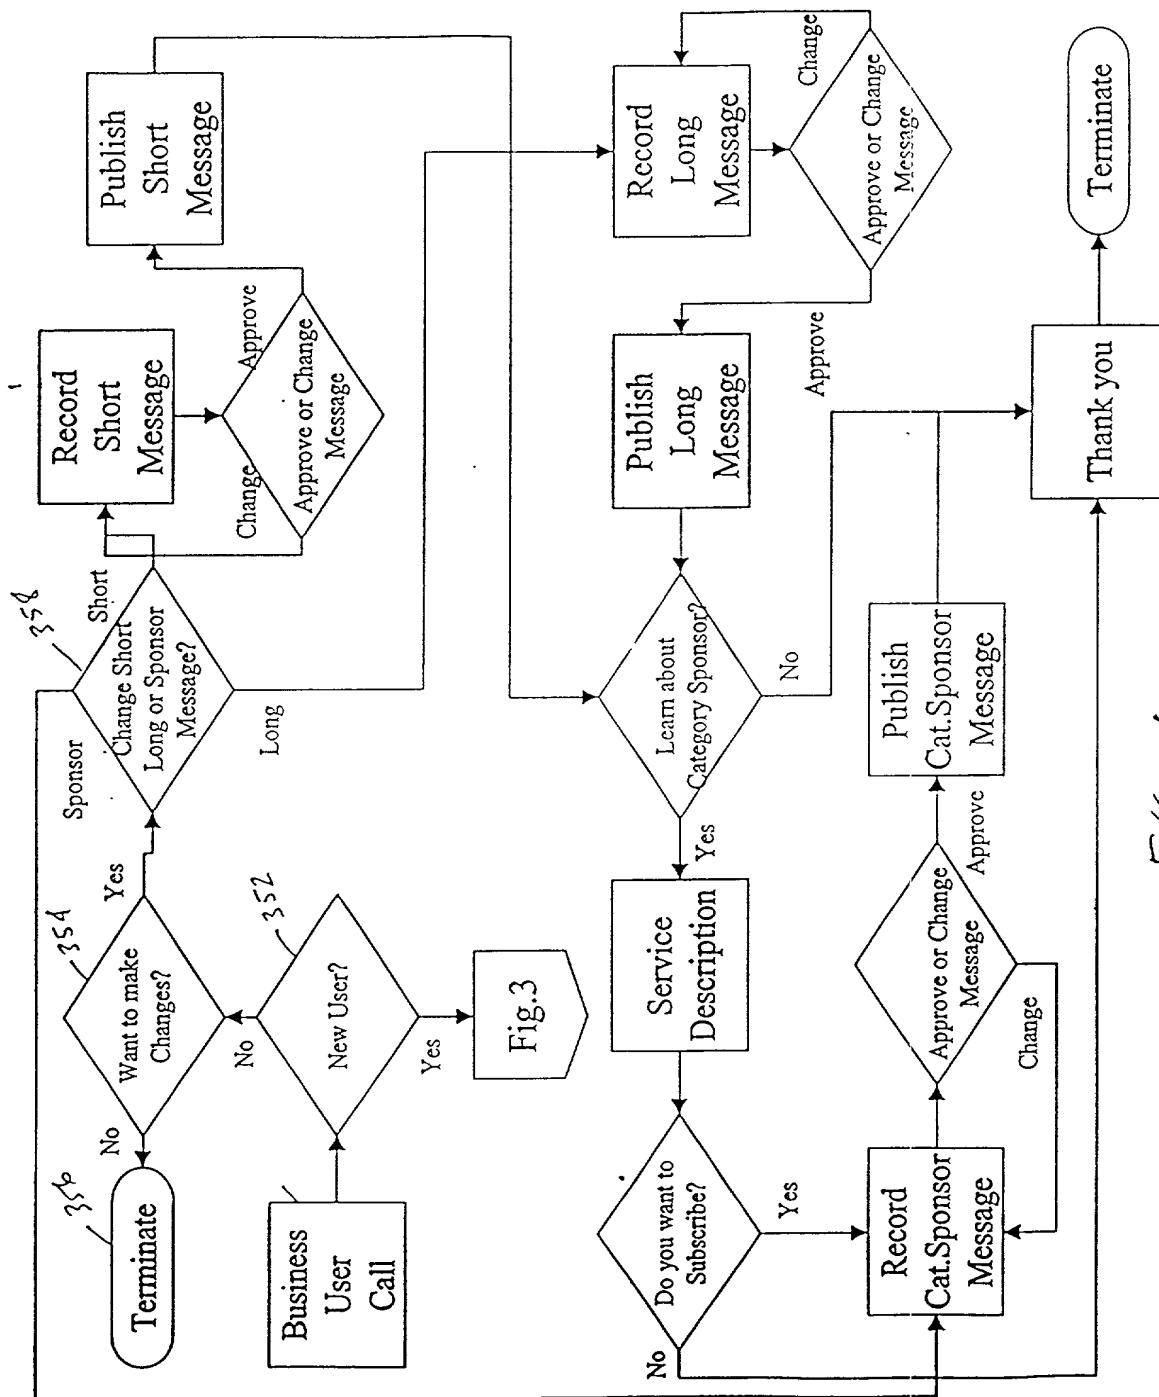 Business
User
Call
New User?
352
Yes
Fig.3
No
Want to make
Changes?
354
No
Terminate
356
Yes
Change Short
Long or Sponsor
Message?
358
Sponsor
Short
Long
Record
Short
Message
Approve or Change
Message
Change
Approve
Publish
Short
Message
Record
Long
Message
Approve or Change
Message
Change
Approve
Publish
Long
Message
Learn about
Category Sponsor?
No
Yes
Service
Description
Do you want to
Subscribe?
No
Yes
Record
Cat.Sponsor
Message
Approve or Change
Message
Change
Approve
Publish
Cat.Sponsor
Message
Thank you
Terminate